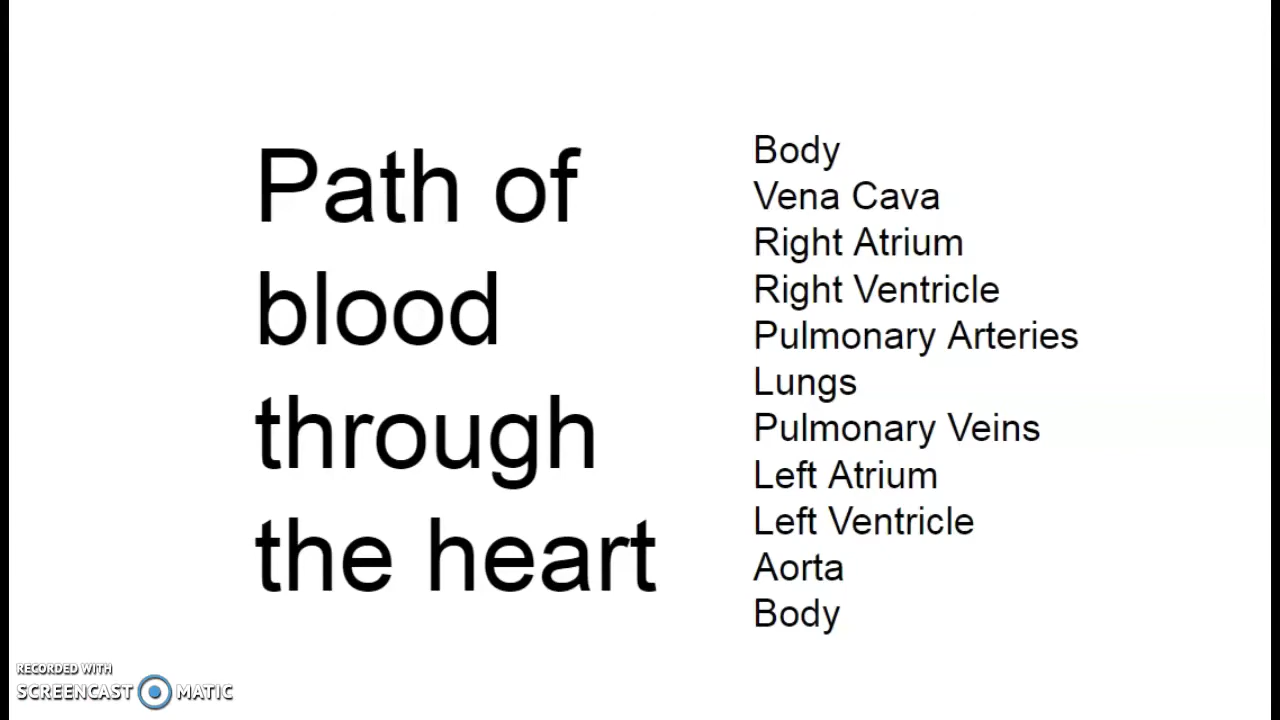 Path of
blood
through
the heart
Body
Vena Cava
Right Atrium
Right Ventricle
Pulmonary Arteries
Lungs
Pulmonary Veins
Left Atrium
Left Ventricle
Aorta
Body
RECORDED WITH
SCREENCAST MATIC